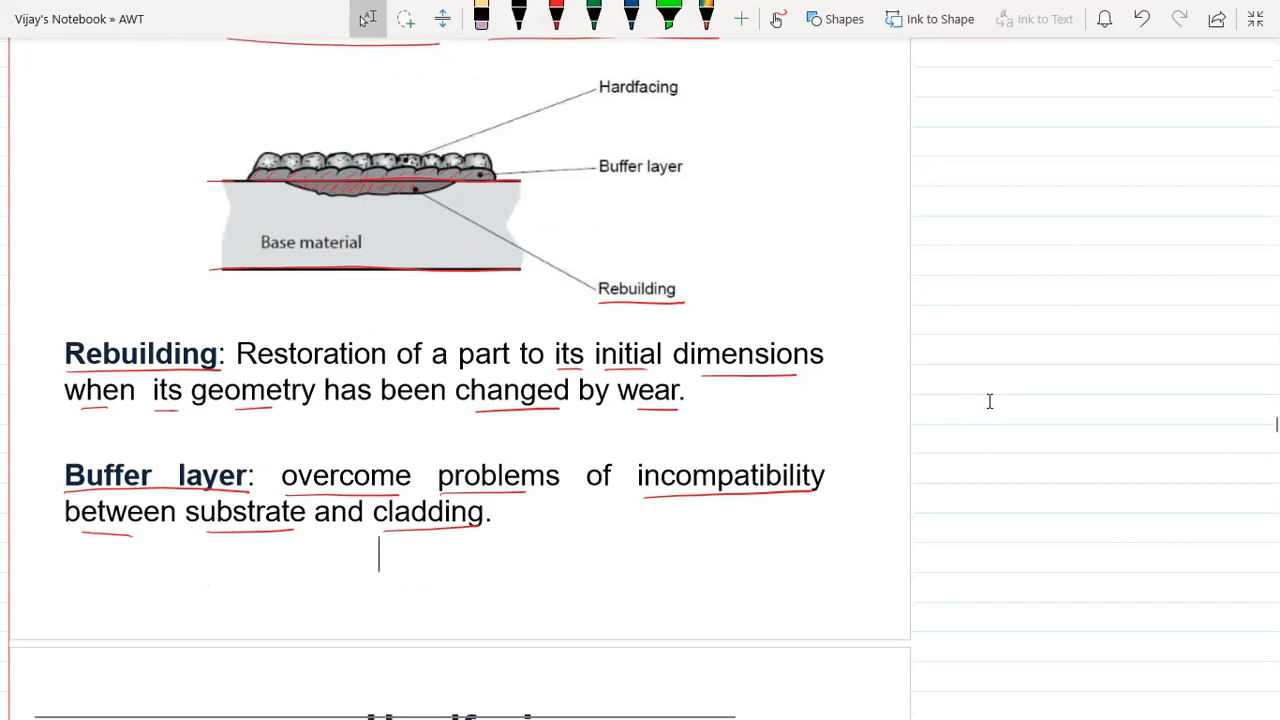 Vijay's Notebook » AWT
Shapes
Ink to Shape
Ink to Text
Hardfacing
Buffer layer
Base material
Rebuilding
Rebuilding: Restoration of a part to its initial dimensions
when its geometry has been changed by wear.
Buffer layer: overcome problems of incompatibility
between substrate and cladding.